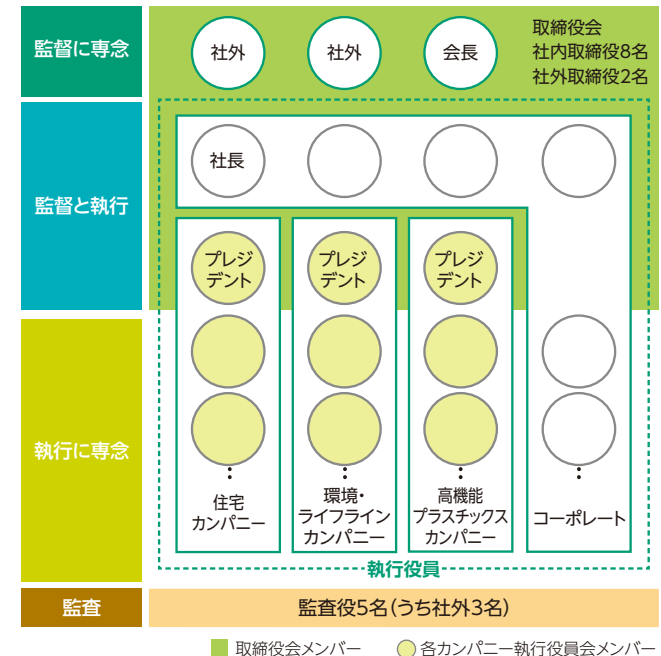 監督に専念
社外
社外
会長
取締役会
社内取締役8名
社外取締役2名
監督と執行
社長
プレジ
デント
プレジ
デント
プレジ
デント
執行に専念
住宅
カンパニー
環境・
ライフライン
カンパニー
高機能
プラスチックス
カンパニー
コーポレート
執行役員
監査
監査役5名（うち社外3名）
取締役会メンバー
各カンパニー執行役員会メンバー